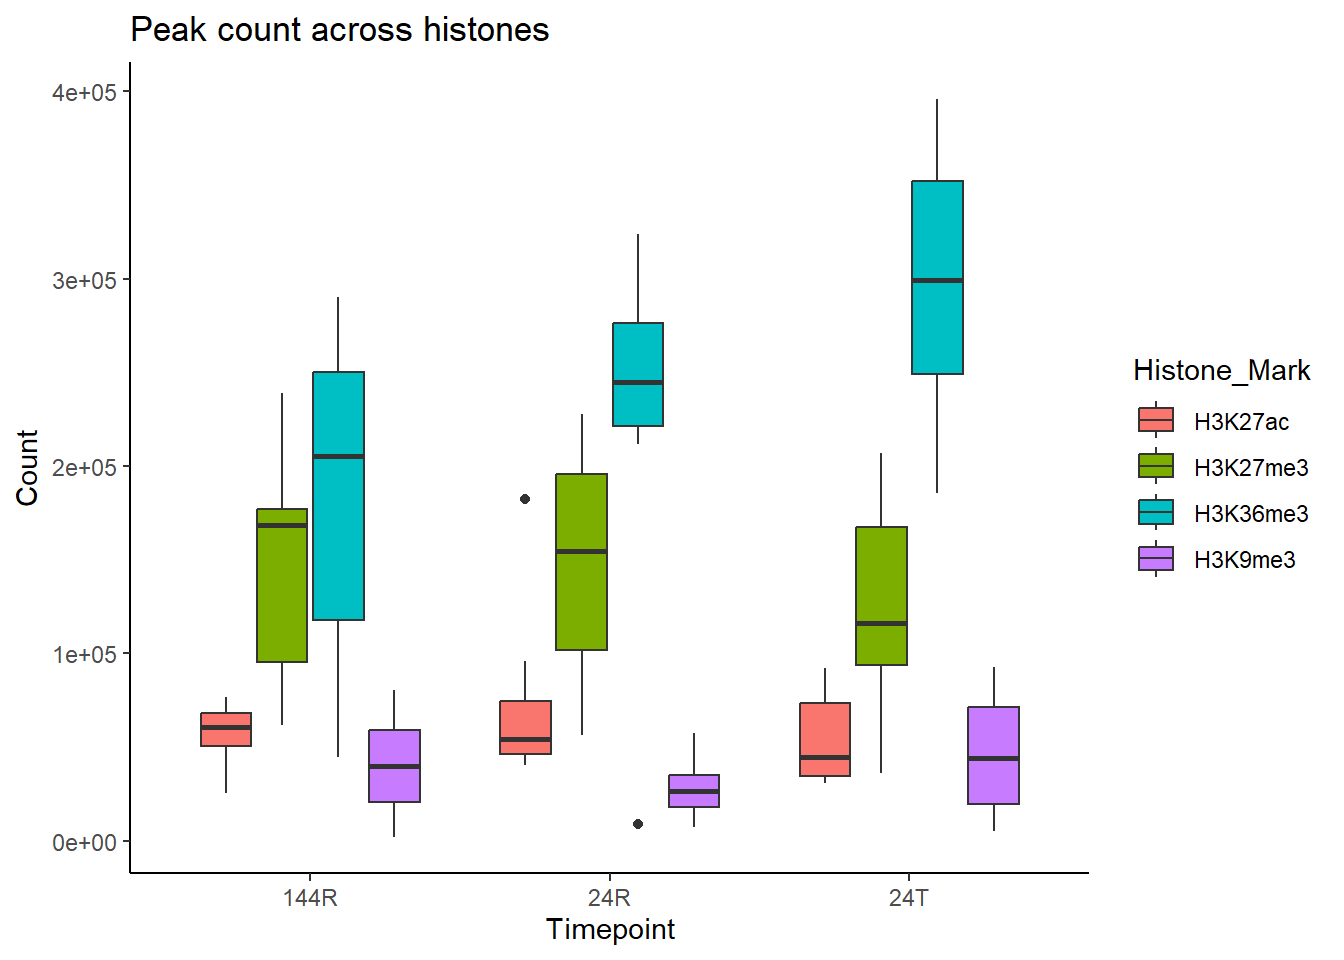 Peak count across histones
4e+05
3e+05
2e+05
1e+05
0e+00
Count
144R
24R
24T
Timepoint
Histone_Mark
H3K27ac
H3K27me3
H3K36me3
H3K9me3